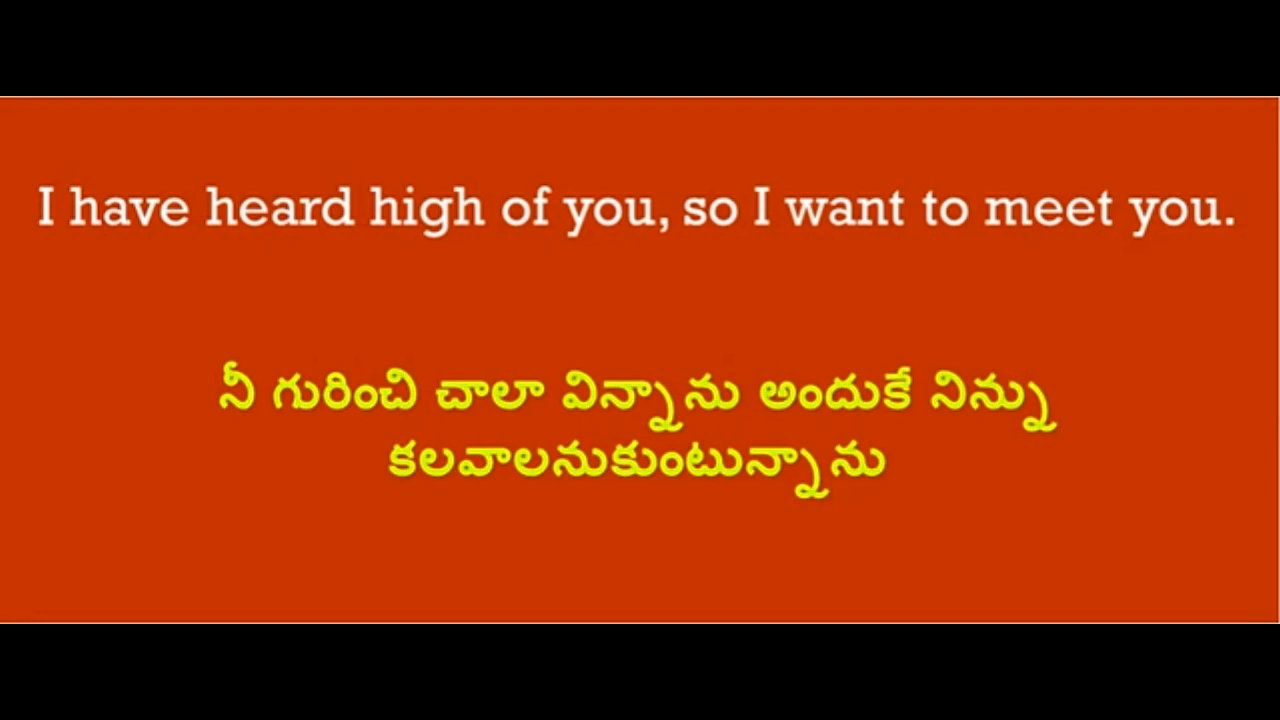 I have heard high of you, so I want to meet you.
నీ గురించి చాలా విన్నాను అందుకే నిన్ను
కలవాలనుకుంటున్నాను